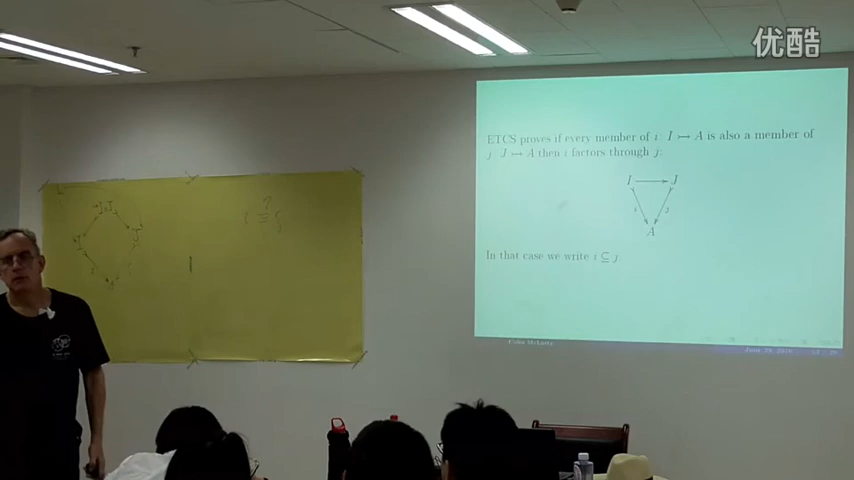 优酷
ETCS proves if every member of i: I ↣ A is also a member of
j: J ↣ A then i factors through j:
I J
i j
A
In that case we write i ⊆ j
i ≟ j
Colin McLarty